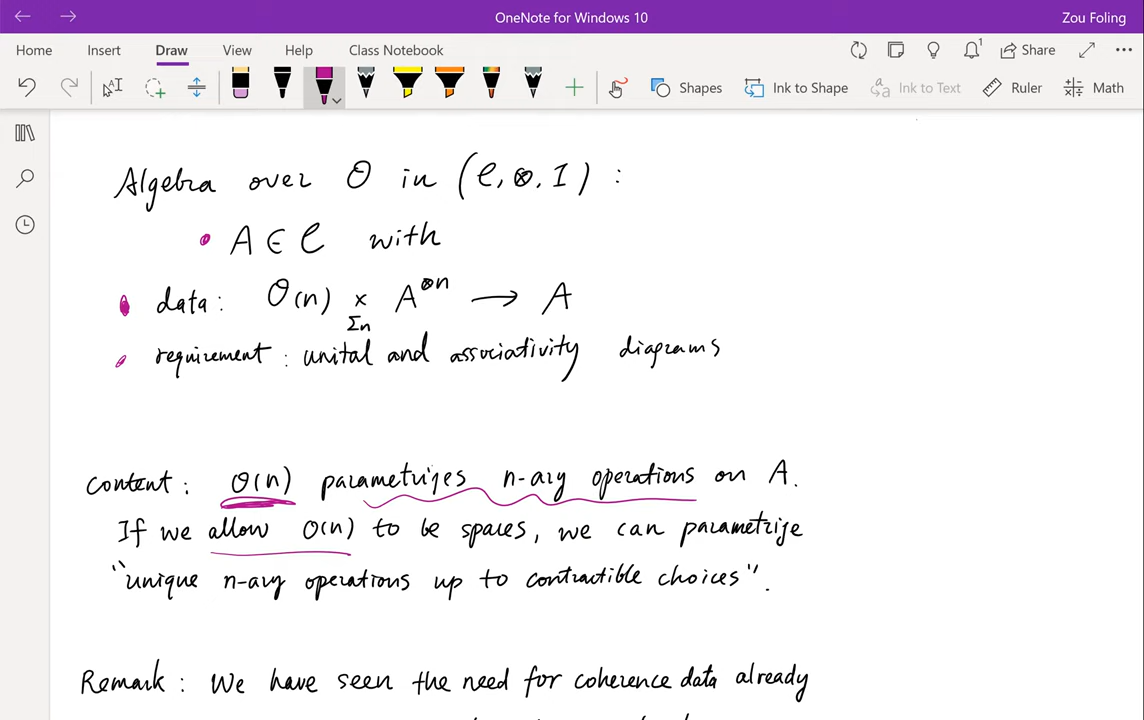 OneNote for Windows 10
Zou Foling
Home Insert Draw View Help Class Notebook
1 Share
Shapes Ink to Shape Ink to Text Ruler Math
Algebra over O in (C, ⊗, I) :
• A ∈ C with
• data : O(n) × A^⊗n → A
Σn
• requirement : unital and associativity diagrams
content : O(n) parametrizes n-ary operations on A.
If we allow O(n) to be spaces, we can parametrize
"unique n-ary operations up to contractible choices".
Remark : We have seen the need for coherence data already